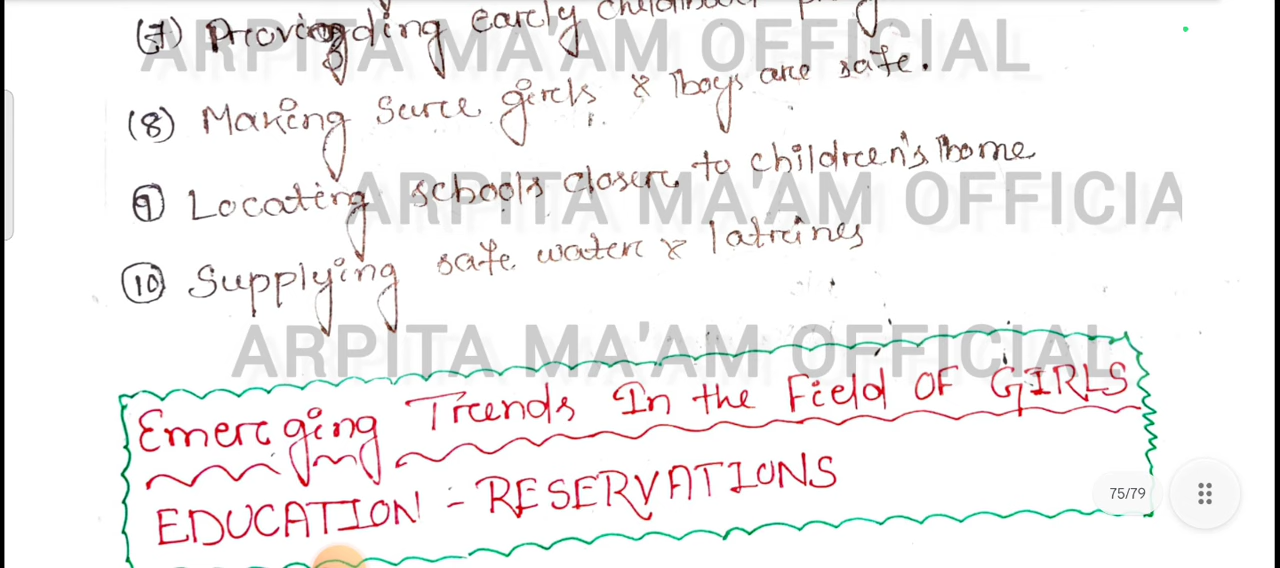 (7) Providing Early childhood
ARPITA MA'AM OFFICIAL
(8) Making Sure girls & boys are safe.
(9) Locating schools closer to children's home
ARPITA MA'AM OFFICIA
(10) Supplying safe water & latrines
ARPITA MA'AM OFFICIAL
Emerging Trends In the Field OF GIRLS
EDUCATION - RESERVATIONS
75/79